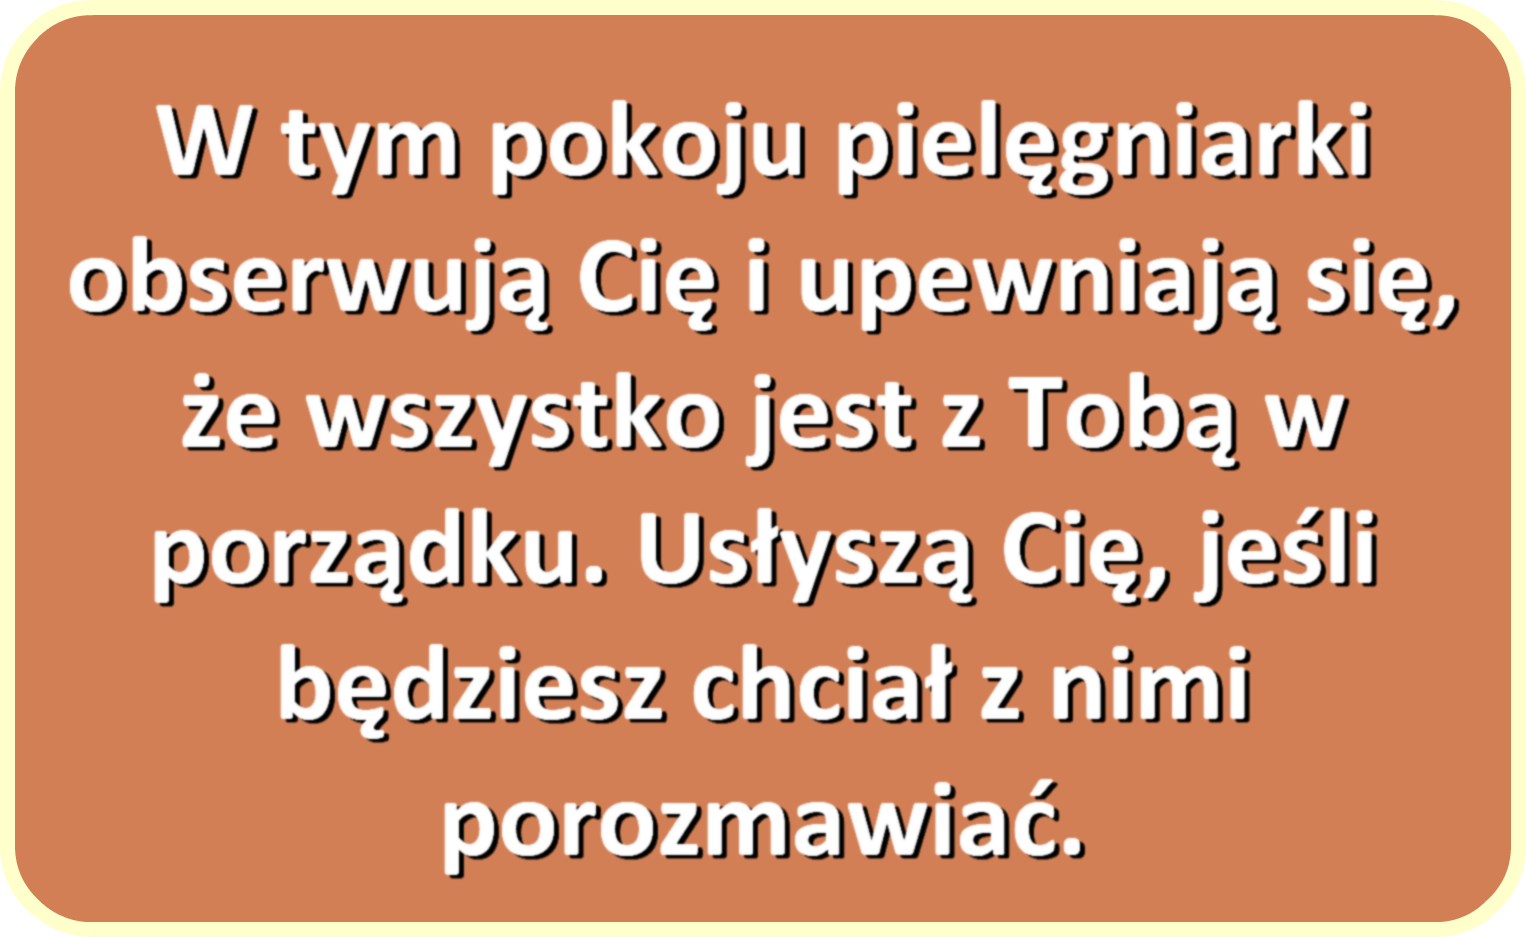 W tym pokoju pielęgniarki
obserwują Cię i upewniają się,
że wszystko jest z Tobą w
porządku. Usłyszą Cię, jeśli
będziesz chciał z nimi
porozmawiać.